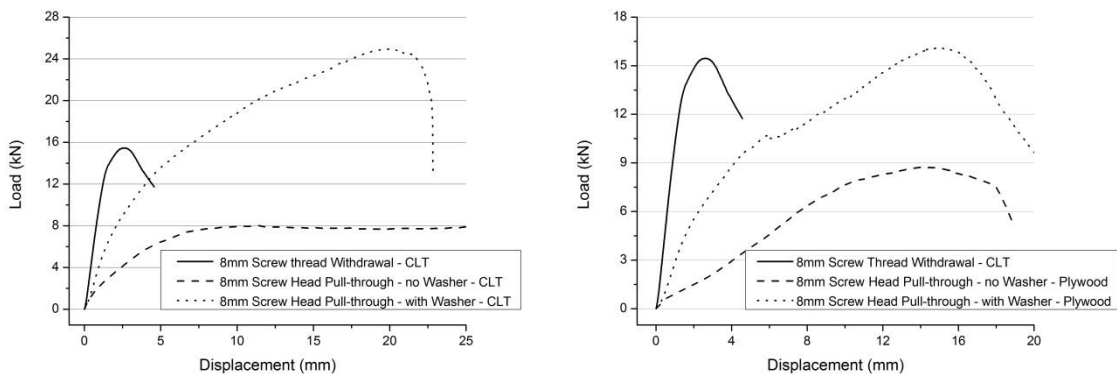 28
24
20
16
12
8
4
0
Load (kN)
0 5 10 15 20 25
Displacement (mm)
8mm Screw thread Withdrawal - CLT
8mm Screw Head Pull-through - no Washer - CLT
8mm Screw Head Pull-through - with Washer - CLT
18
15
12
9
6
3
0
Load (kN)
0 4 8 12 16 20
Displacement (mm)
8mm Screw Thread Withdrawal - CLT
8mm Screw Head Pull-through - no Washer - Plywood
8mm Screw Head Pull-through - with Washer - Plywood